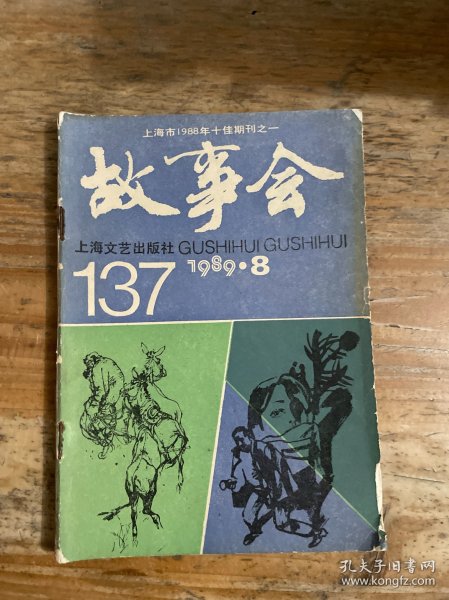 上海市1988年十佳期刊之一
故事会
上海文艺出版社 GUSHIHUI GUSHIHUI
137 1989·8
孔夫子旧书网
www.kongfz.com